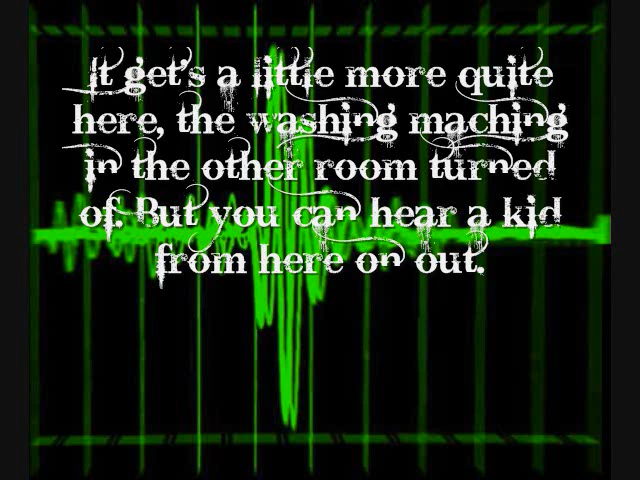 It get's a little more quite
here, the washing maching
in the other room turned
of. But you can hear a kid
from here on out.